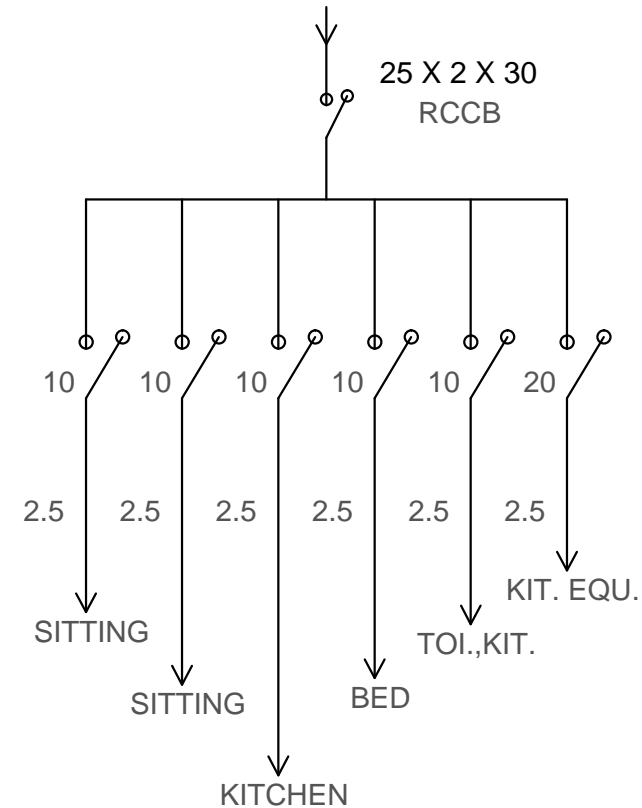 25 X 2 X 30
RCCB
10 10 10 10 10 20
2.5 2.5 2.5 2.5 2.5 2.5
KIT. EQU.
SITTING
TOI.,KIT.
SITTING
BED
KITCHEN